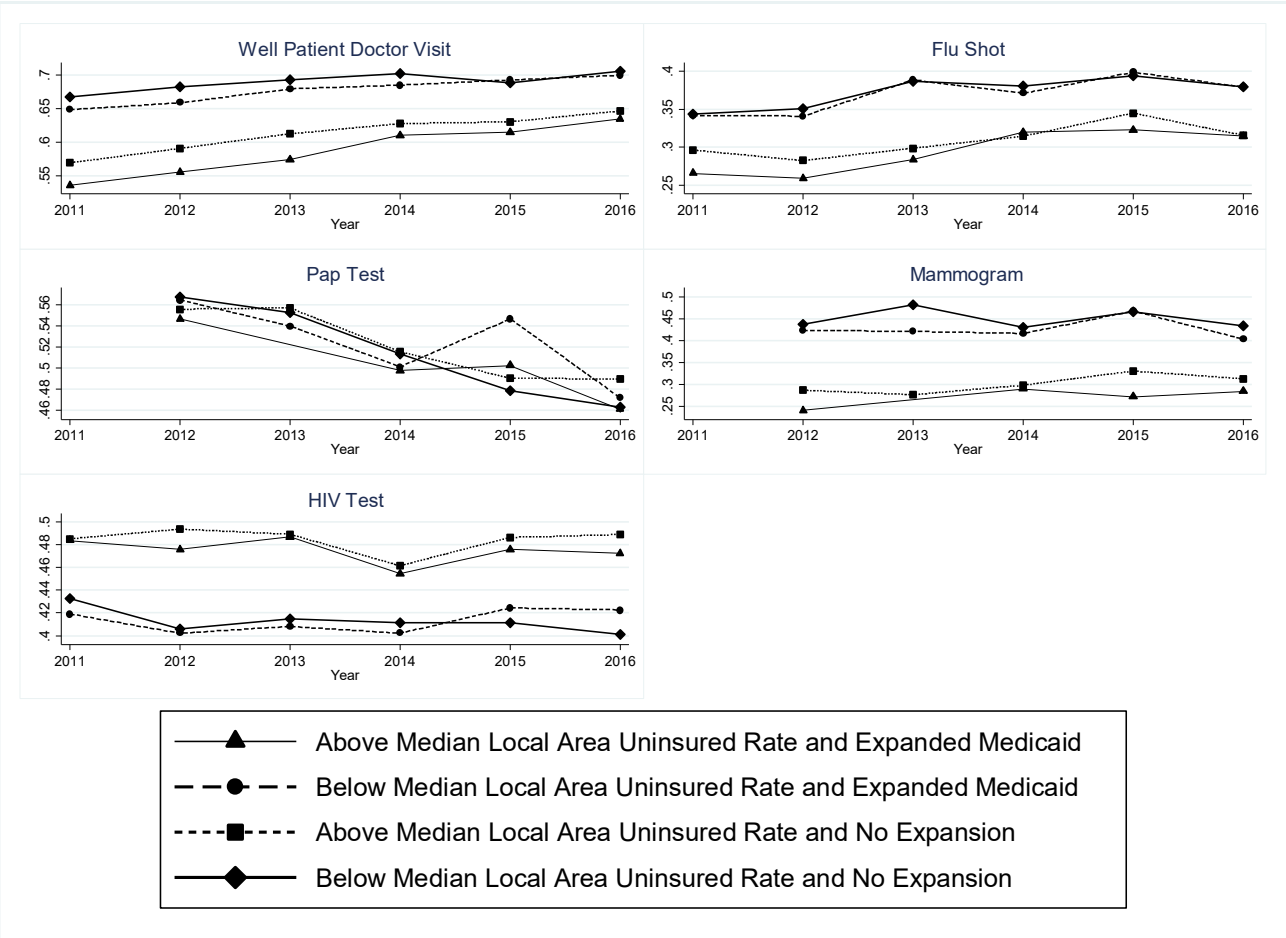 Well Patient Doctor Visit
.7
.65
.6
.55
2011 2012 2013 2014 2015 2016
Year
Flu Shot
.4
.35
.3
.25
2011 2012 2013 2014 2015 2016
Year
Pap Test
.56
.54
.52
.5
.48
.46
2011 2012 2013 2014 2015 2016
Year
Mammogram
.5
.45
.4
.35
.3
.25
2011 2012 2013 2014 2015 2016
Year
HIV Test
.5
.48
.46
.44
.42
.4
2011 2012 2013 2014 2015 2016
Year
Above Median Local Area Uninsured Rate and Expanded Medicaid
Below Median Local Area Uninsured Rate and Expanded Medicaid
Above Median Local Area Uninsured Rate and No Expansion
Below Median Local Area Uninsured Rate and No Expansion